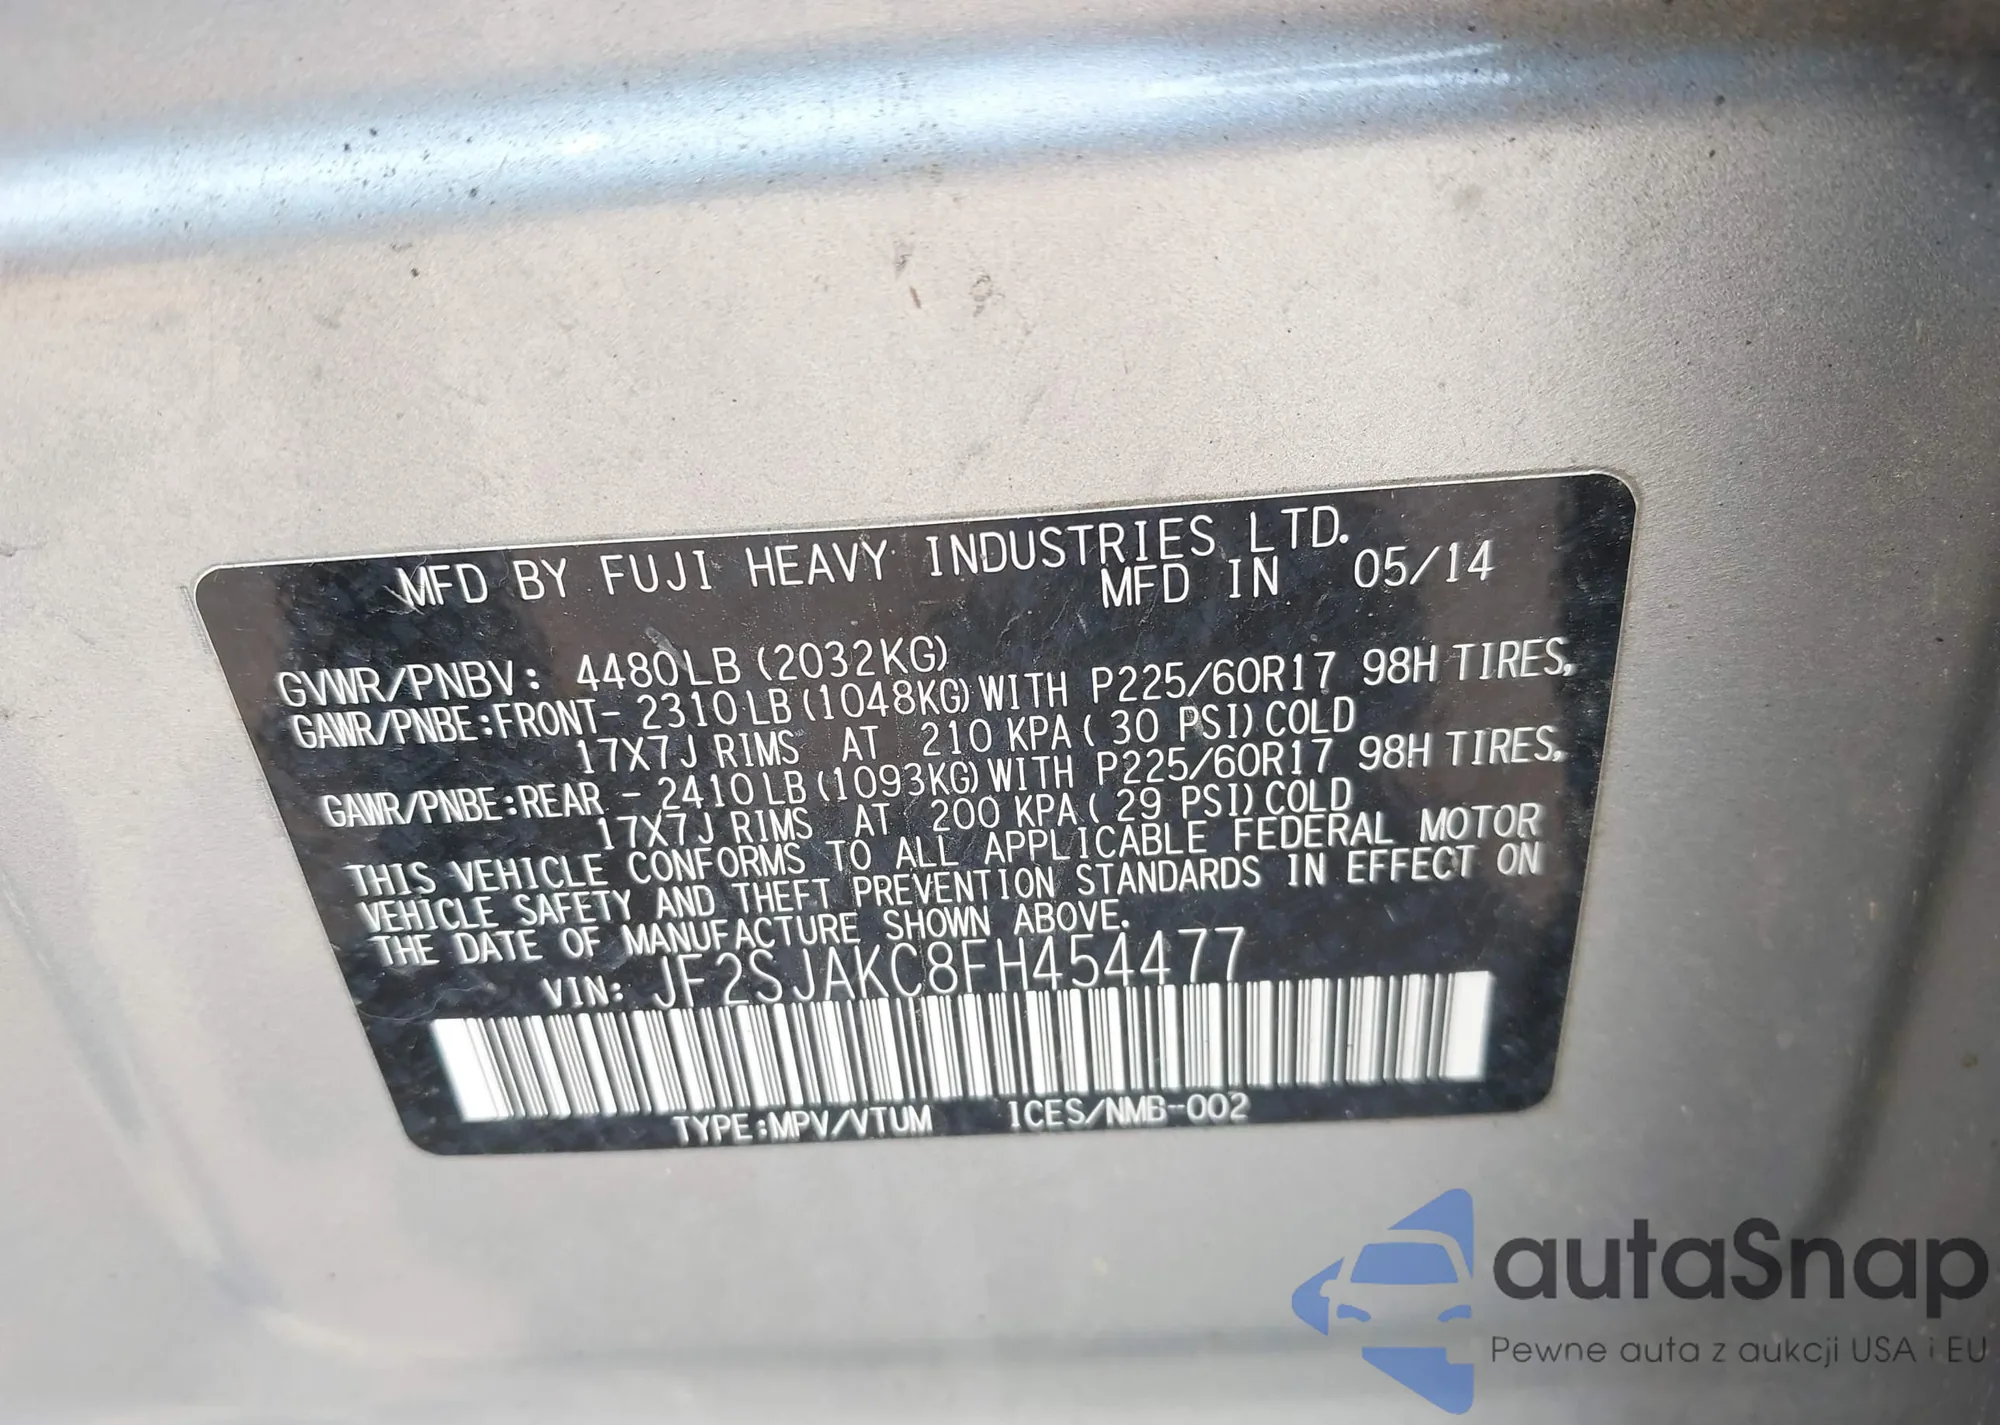 MFD BY FUJI HEAVY INDUSTRIES LTD.
MFD IN 05/14
GVWR/PNBV: 4480LB (2032KG)
GAWR/PNBE:FRONT- 2310LB (1048KG) WITH P225/60R17 98H TIRES,
17X7J RIMS AT 210 KPA ( 30 PSI) COLD
GAWR/PNBE:REAR - 2410LB (1093KG) WITH P225/60R17 98H TIRES,
17X7J RIMS AT 200 KPA ( 29 PSI) COLD
THIS VEHICLE CONFORMS TO ALL APPLICABLE FEDERAL MOTOR
VEHICLE SAFETY AND THEFT PREVENTION STANDARDS IN EFFECT ON
THE DATE OF MANUFACTURE SHOWN ABOVE.
VIN: JF2SJAKC8FH454477
TYPE:MPV/VTUM ICES/NMB-002
autaSnap
Pewne auta z aukcji USA i EU